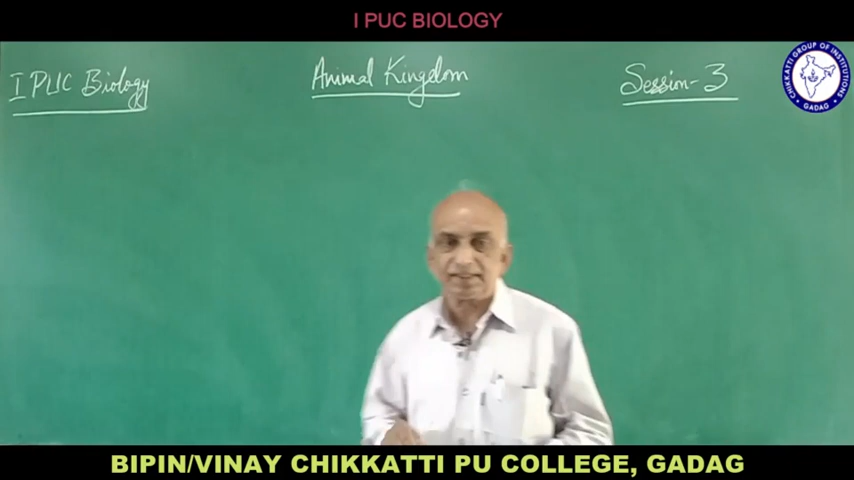 I PUC BIOLOGY
I PUC Biology
Animal Kingdom
Session-3
CHIKKATTI GROUP OF INSTITUTIONS
GADAG
BIPIN/VINAY CHIKKATTI PU COLLEGE, GADAG